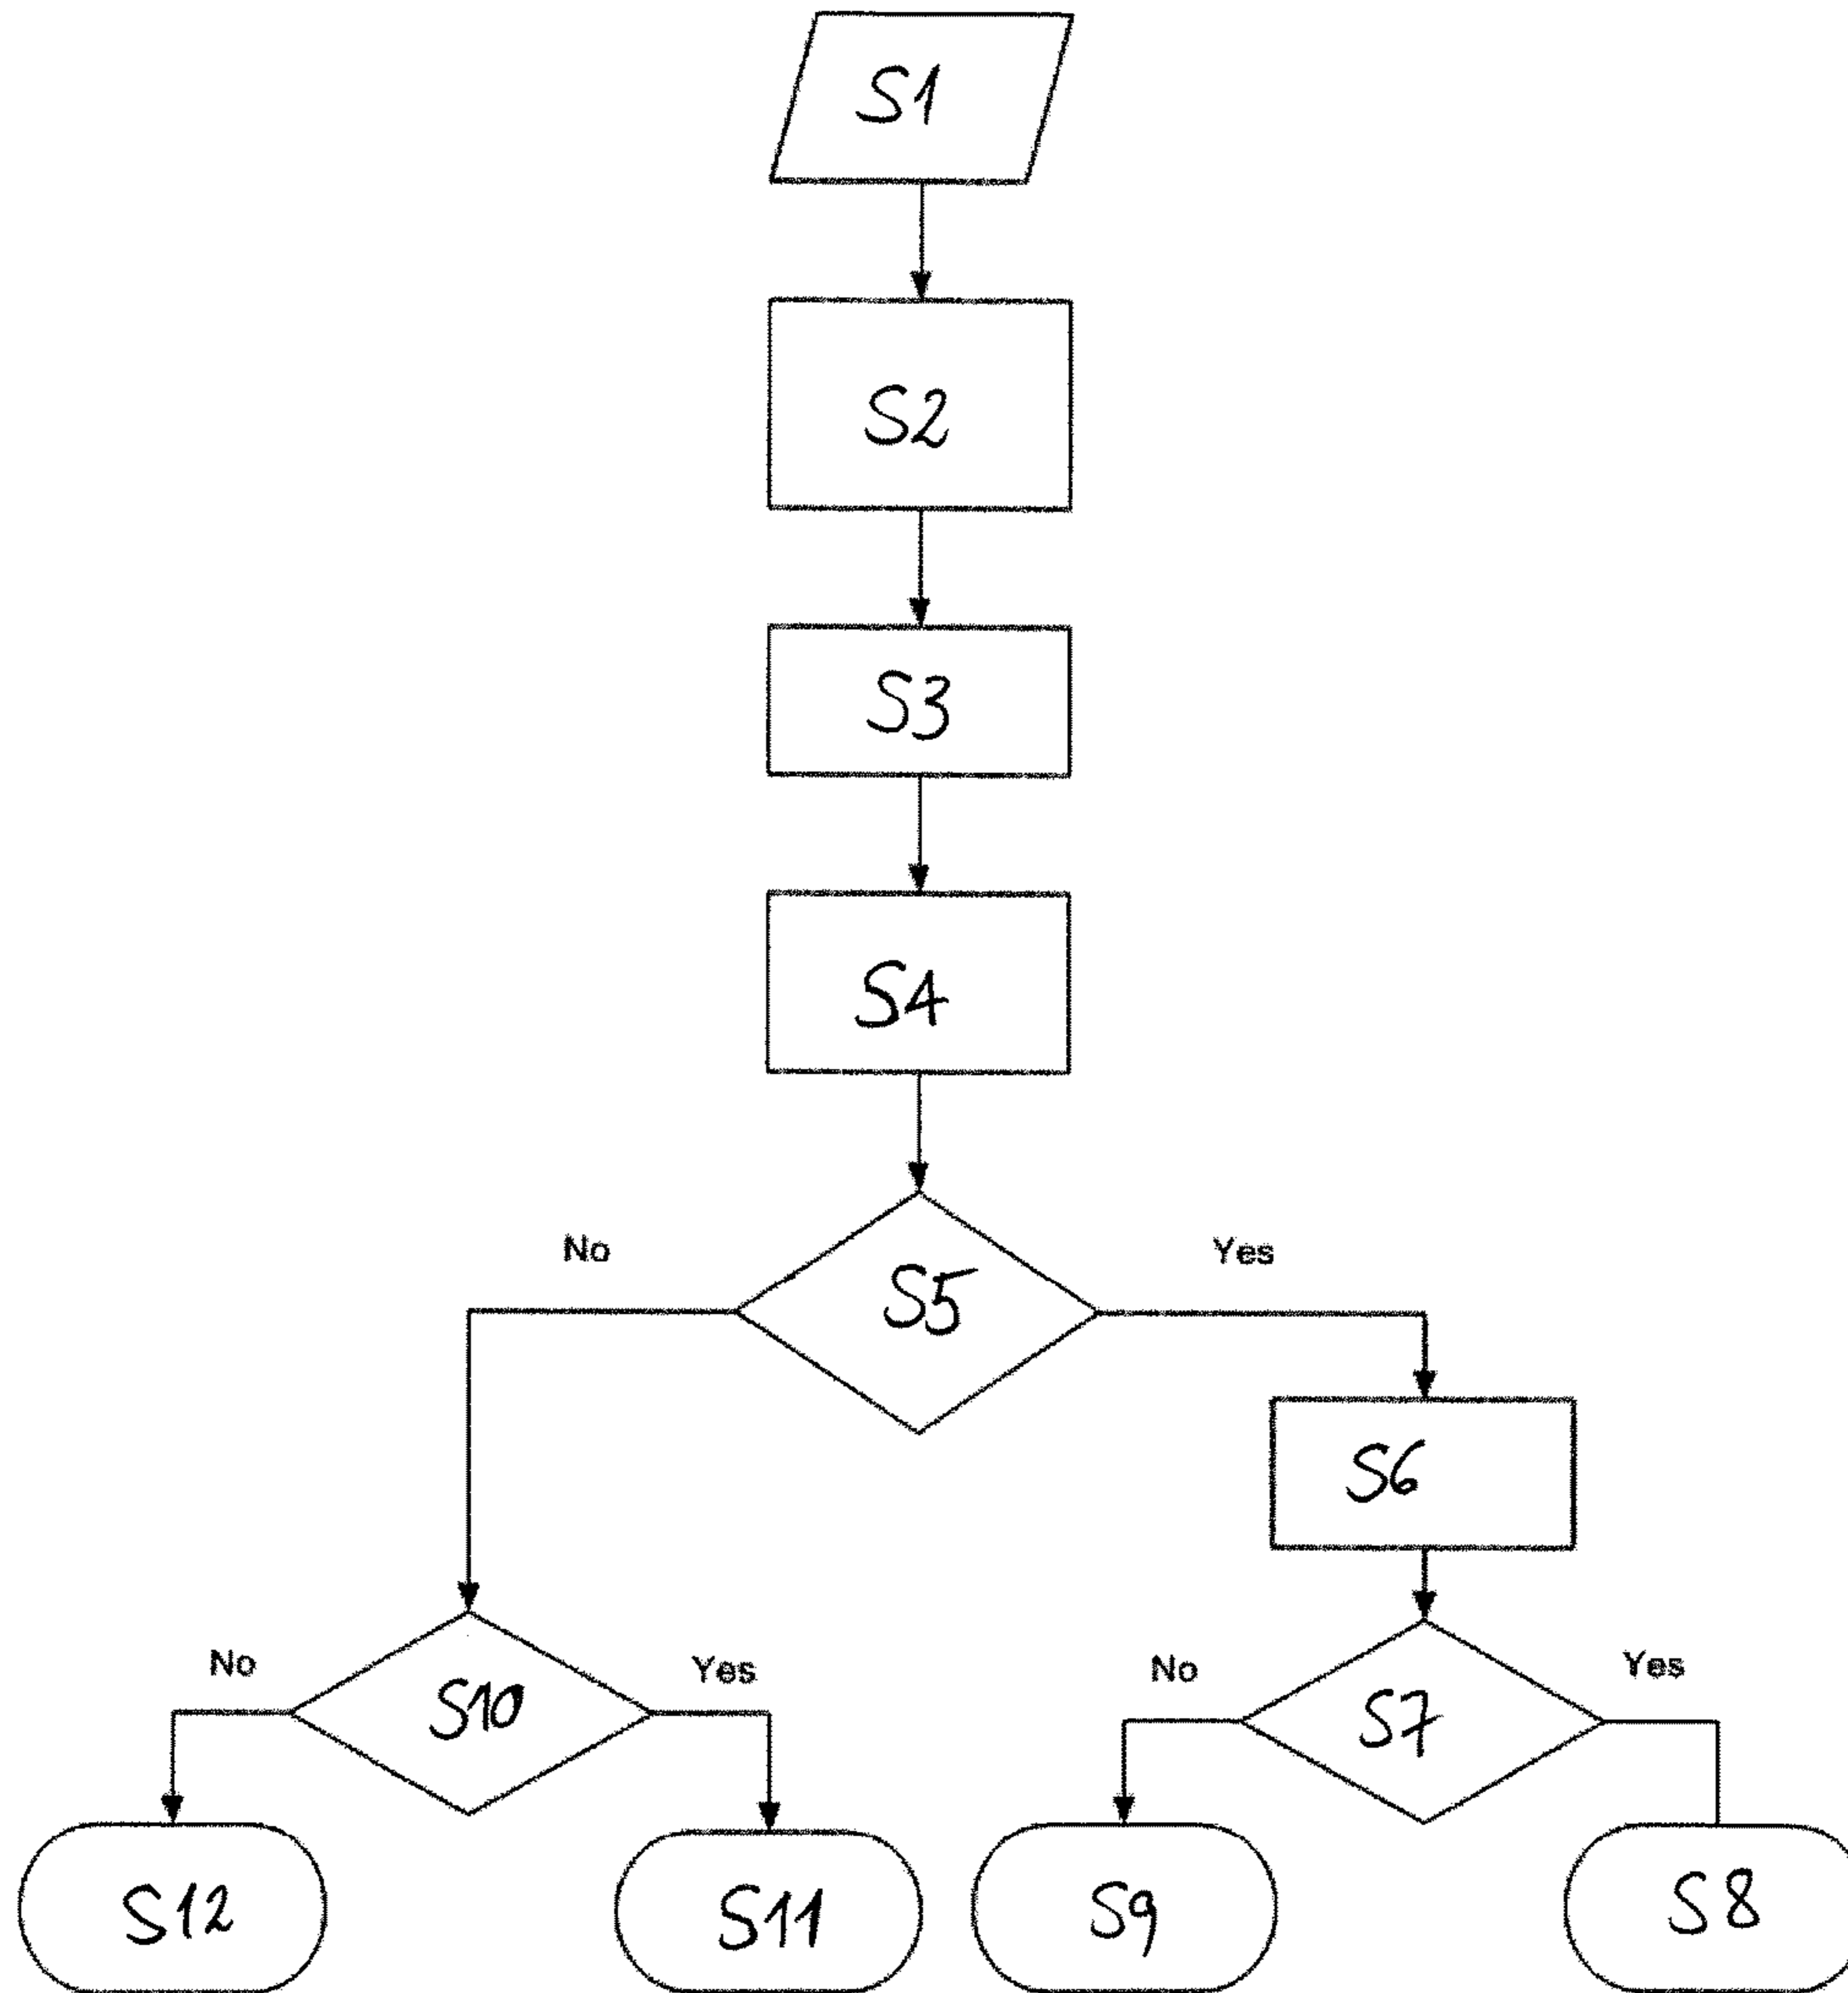 S1
S2
S3
S4
No
Yes
S5
S6
No
Yes
No
Yes
S10
S7
S12
S11
S9
S8